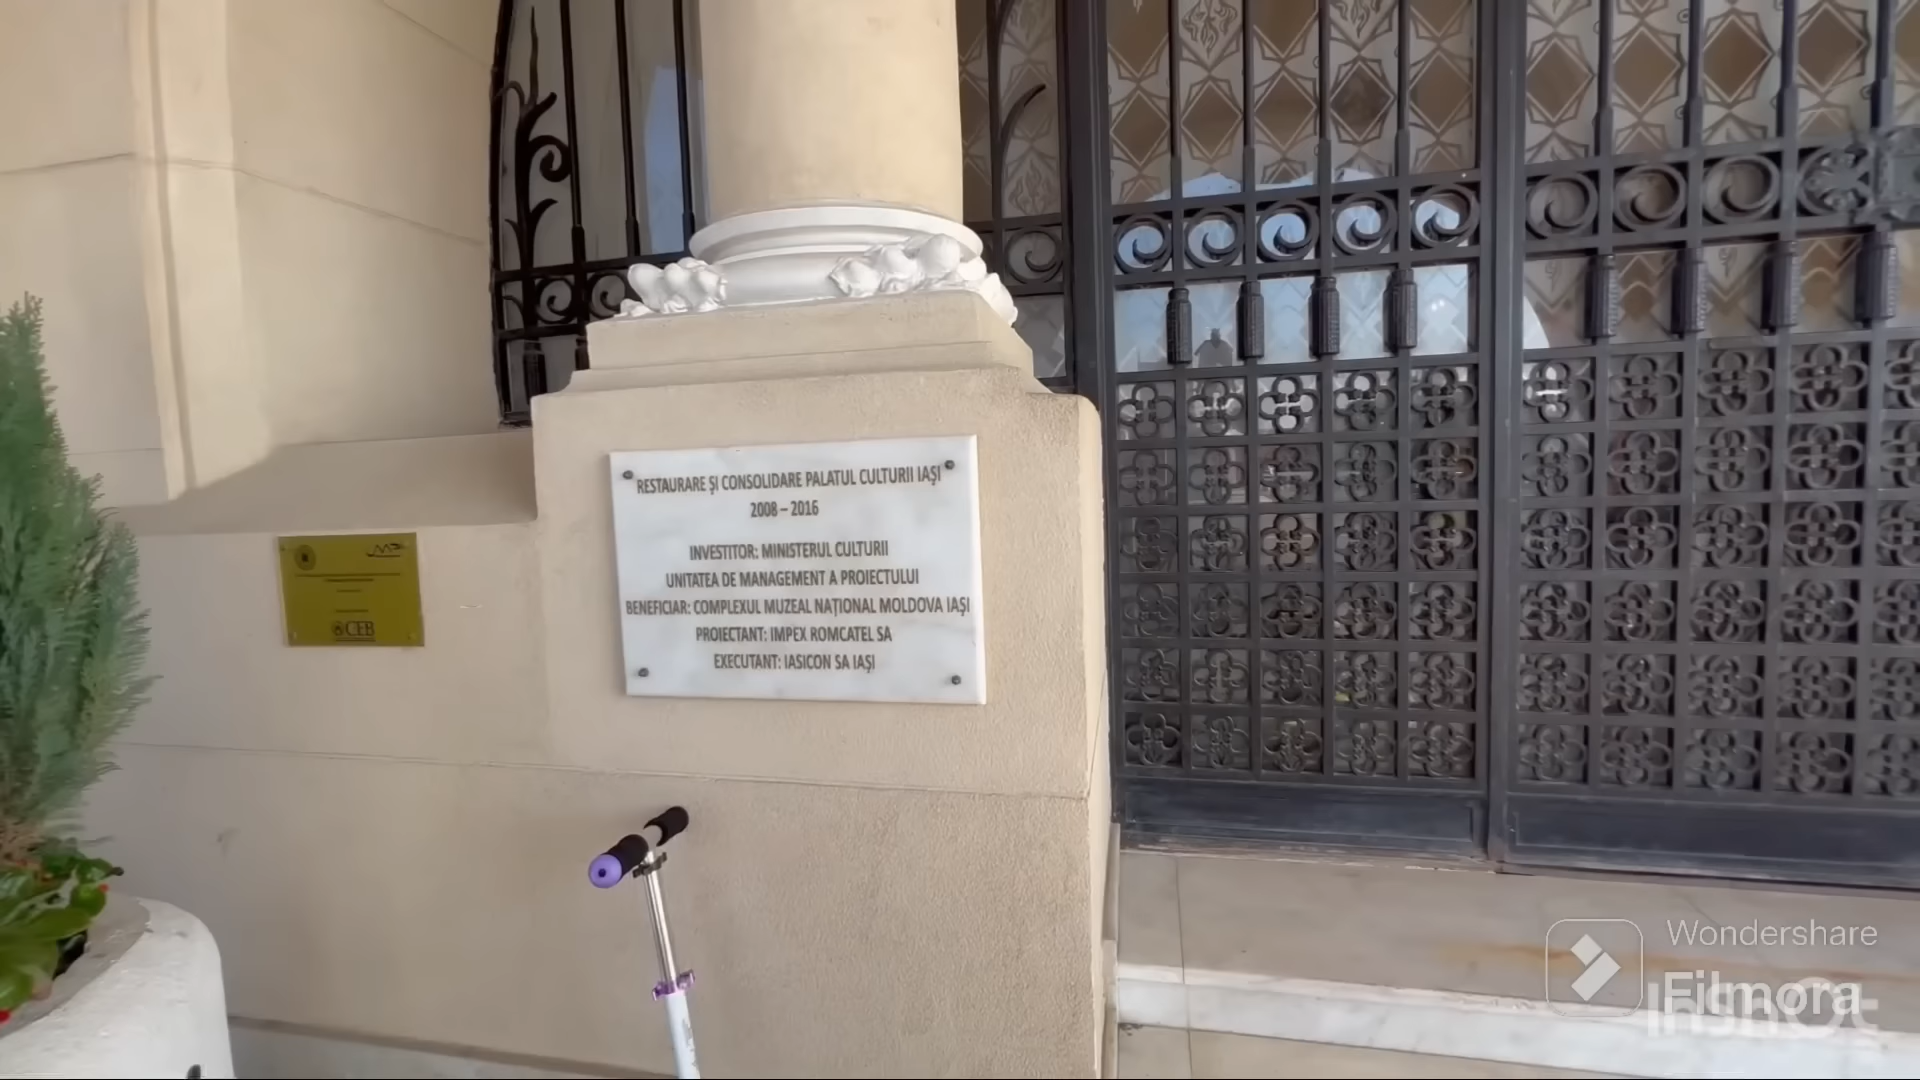 RESTAURARE ȘI CONSOLIDARE PALATUL CULTURII IAȘI
2008 – 2016
INVESTITOR: MINISTERUL CULTURII
UNITATEA DE MANAGEMENT A PROIECTULUI
BENEFICIAR: COMPLEXUL MUZEAL NAȚIONAL MOLDOVA IAȘI
PROIECTANT: IMPEX ROMCATEL SA
EXECUTANT: IASICON SA IAȘI
CEB
Wondershare
Filmora
InShOt